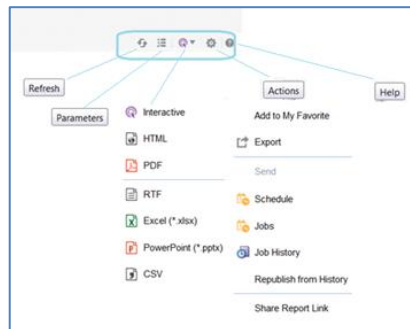 Refresh
Parameters
Actions
Help
Interactive
HTML
PDF
RTF
Excel (*.xlsx)
PowerPoint (*.pptx)
CSV
Add to My Favorite
Export
Send
Schedule
Jobs
Job History
Republish from History
Share Report Link